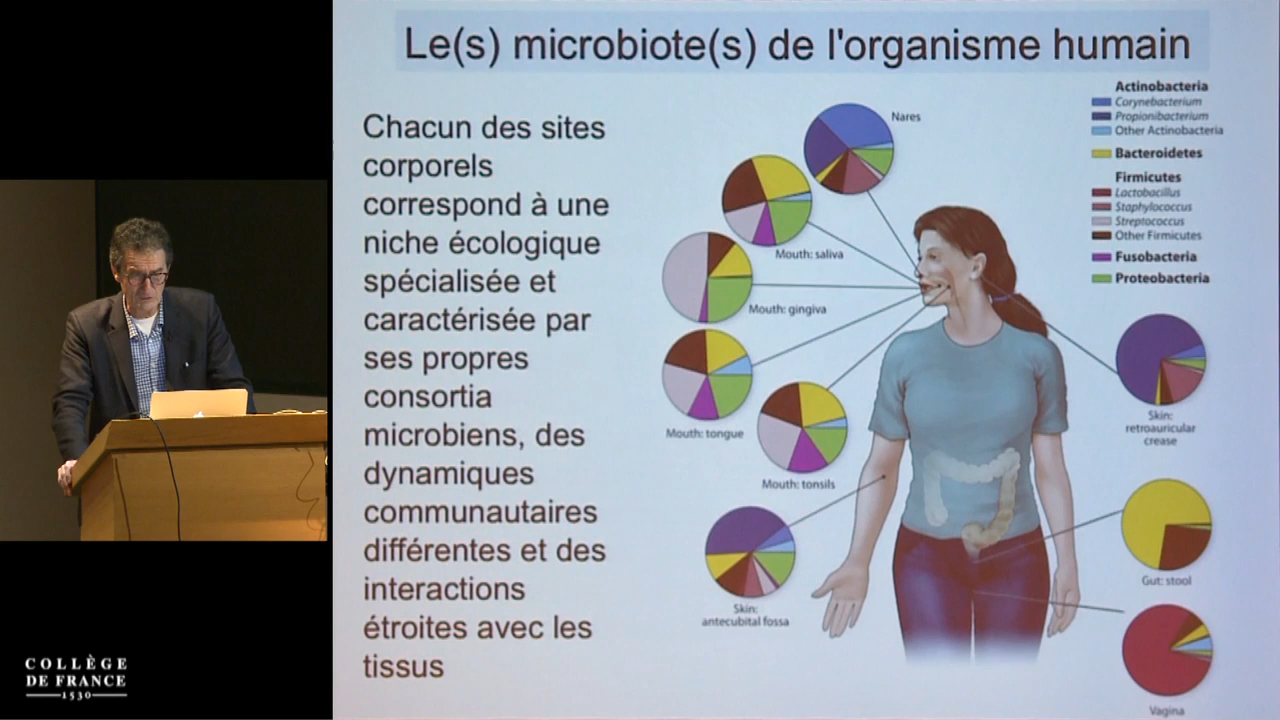 Le(s) microbiote(s) de l'organisme humain
Chacun des sites
corporels
correspond à une
niche écologique
spécialisée et
caractérisée par
ses propres
consortia
microbiens, des
dynamiques
communautaires
différentes et des
interactions
étroites avec les
tissus
Nares
Mouth: saliva
Mouth: gingiva
Mouth: tongue
Mouth: tonsils
Skin:
antecubital fossa
Actinobacteria
Corynebacterium
Propionibacterium
Other Actinobacteria
Bacteroidetes
Firmicutes
Lactobacillus
Staphylococcus
Streptococcus
Other Firmicutes
Fusobacteria
Proteobacteria
Skin:
retroauricular
crease
Gut: stool
Vagina
COLLÈGE
DE FRANCE
1530